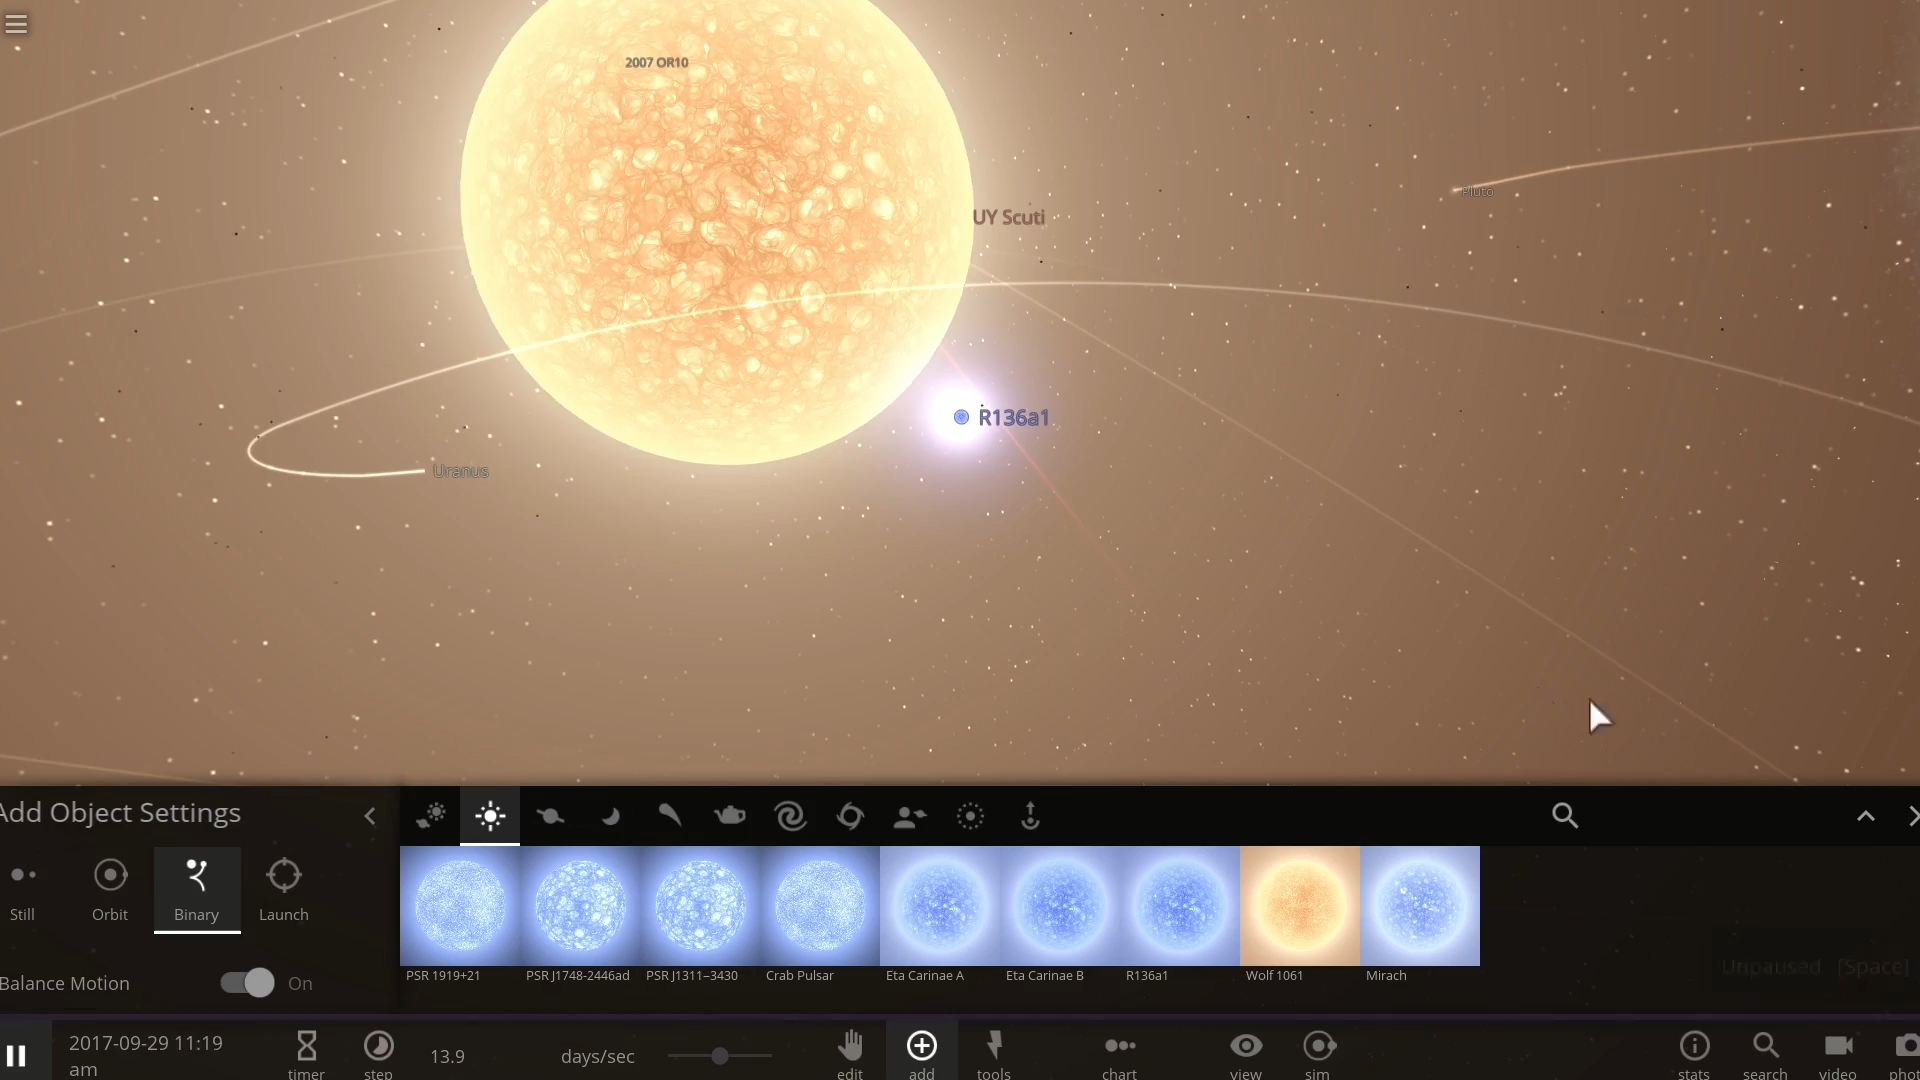 2007 OR10
Pluto
UY Scuti
R136a1
Uranus
Add Object Settings
Still
Orbit
Binary
Launch
Balance Motion
On
PSR 1919+21
PSR J1748-2446ad
PSR J1311–3430
Crab Pulsar
Eta Carinae A
Eta Carinae B
R136a1
Wolf 1061
Mirach
Unpaused [Space]
2017-09-29 11:19
am
timer
step
13.9
days/sec
edit
add
tools
chart
view
sim
stats
search
video
phot